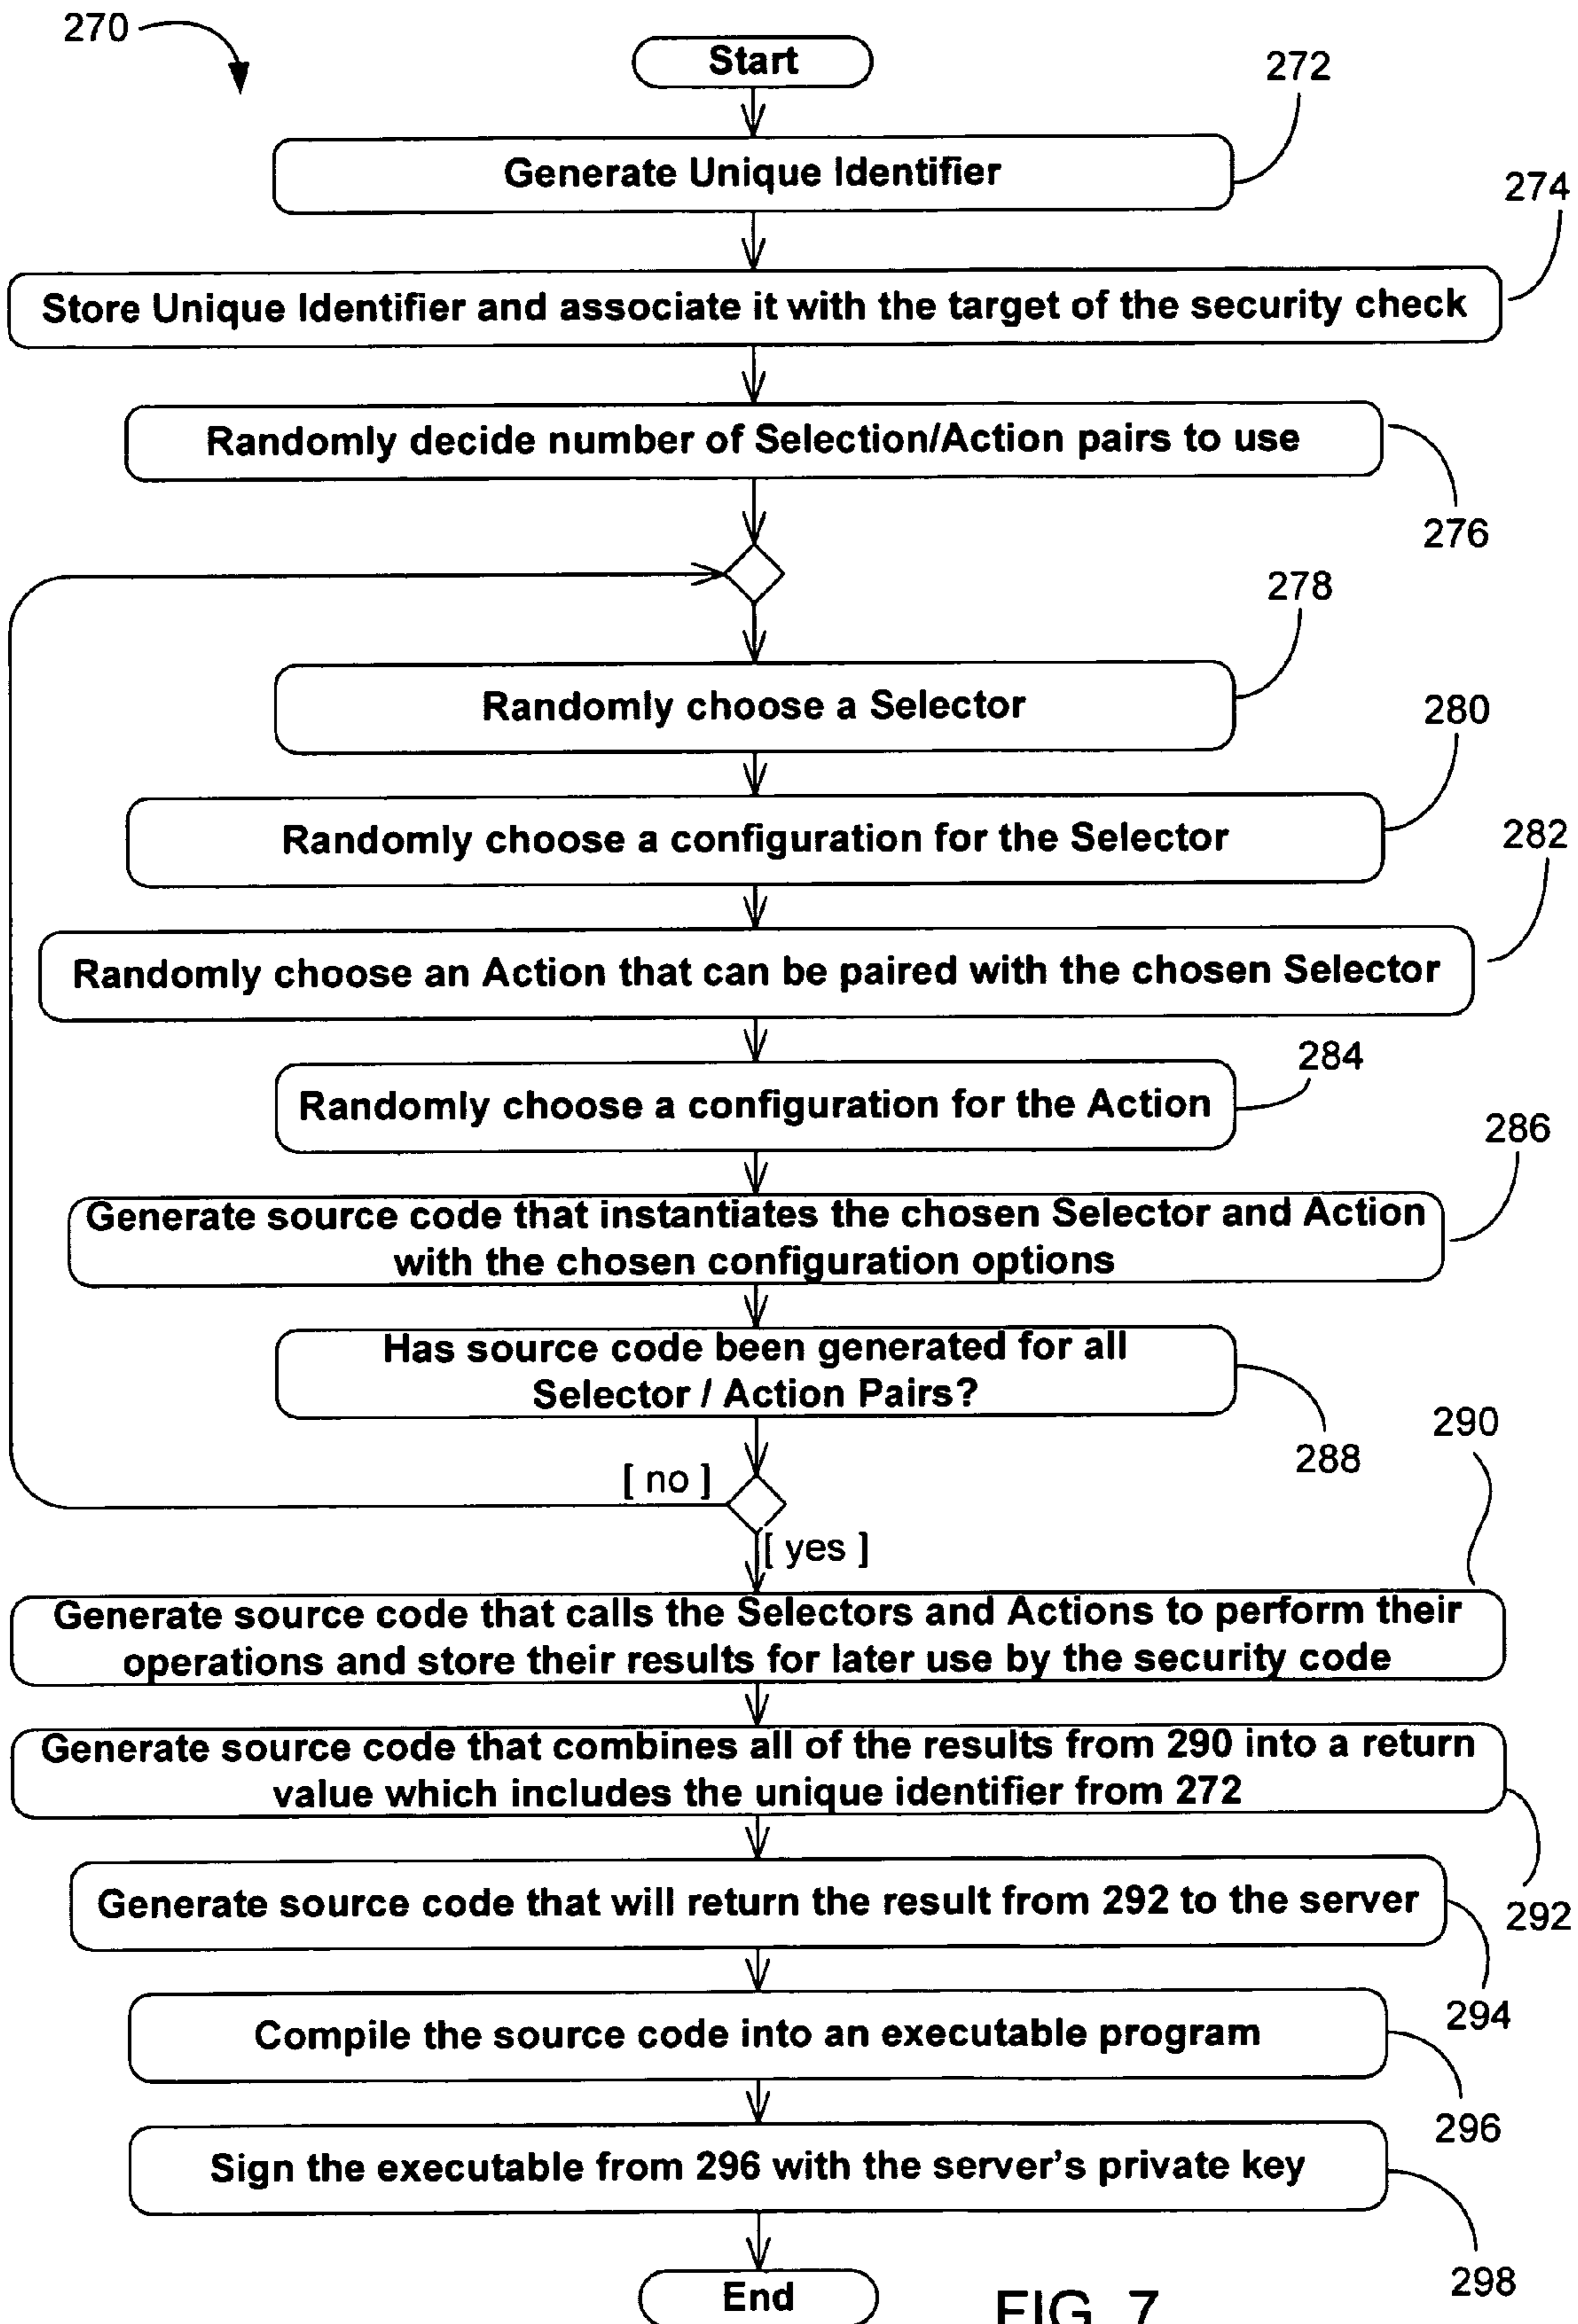 270
Start
272
Generate Unique Identifier
274
Store Unique Identifier and associate it with the target of the security check
Randomly decide number of Selection/Action pairs to use
276
278
Randomly choose a Selector
280
Randomly choose a configuration for the Selector
282
Randomly choose an Action that can be paired with the chosen Selector
284
Randomly choose a configuration for the Action
286
Generate source code that instantiates the chosen Selector and Action
with the chosen configuration options
Has source code been generated for all
Selector / Action Pairs?
288
290
[ no ]
[ yes ]
Generate source code that calls the Selectors and Actions to perform their
operations and store their results for later use by the security code
Generate source code that combines all of the results from 290 into a return
value which includes the unique identifier from 272
292
Generate source code that will return the result from 292 to the server
294
Compile the source code into an executable program
296
Sign the executable from 296 with the server's private key
298
End
FIG. 7